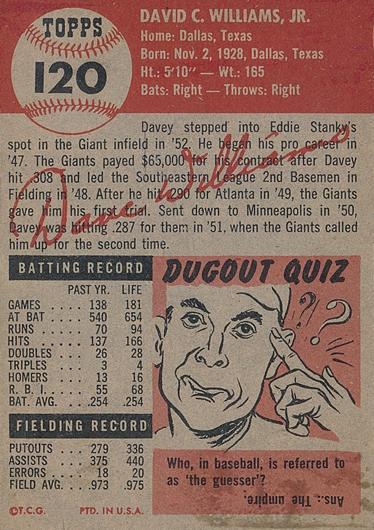 TOPPS
120
DAVID C. WILLIAMS, JR.
Home: Dallas, Texas
Born: Nov. 2, 1928, Dallas, Texas
Ht.: 5'10" — Wt.: 165
Bats: Right — Throws: Right
Davey stepped into Eddie Stanky's
spot in the Giant infield in '52. He began his pro career in
'47. The Giants payed $65,000 for his contract after Davey
hit .308 and led the Southeastern League 2nd Basemen in
Fielding in '48. After he hit .290 for Atlanta in '49, the Giants
gave him his first trial. Sent down to Minneapolis in '50,
Davey was hitting .287 for them in '51, when the Giants called
him up for the second time.
Dave Williams
BATTING RECORD
PAST YR. LIFE
GAMES . . . . 138 181
AT BAT . . . . 540 654
RUNS . . . . 70 94
HITS . . . . 137 166
DOUBLES . . . 26 28
TRIPLES . . . 3 4
HOMERS . . . 13 16
R. B. I. . . . . 55 68
BAT. AVG. . . .254 .254
FIELDING RECORD
PUTOUTS . . . 279 336
ASSISTS . . . . 375 440
ERRORS . . . . 18 20
FIELD AVG. . . .973 .975
©T.C.G. PTD. IN U.S.A.
DUGOUT QUIZ
???
Who, in baseball, is referred to
as 'the guesser'?
Ans.: The umpire.